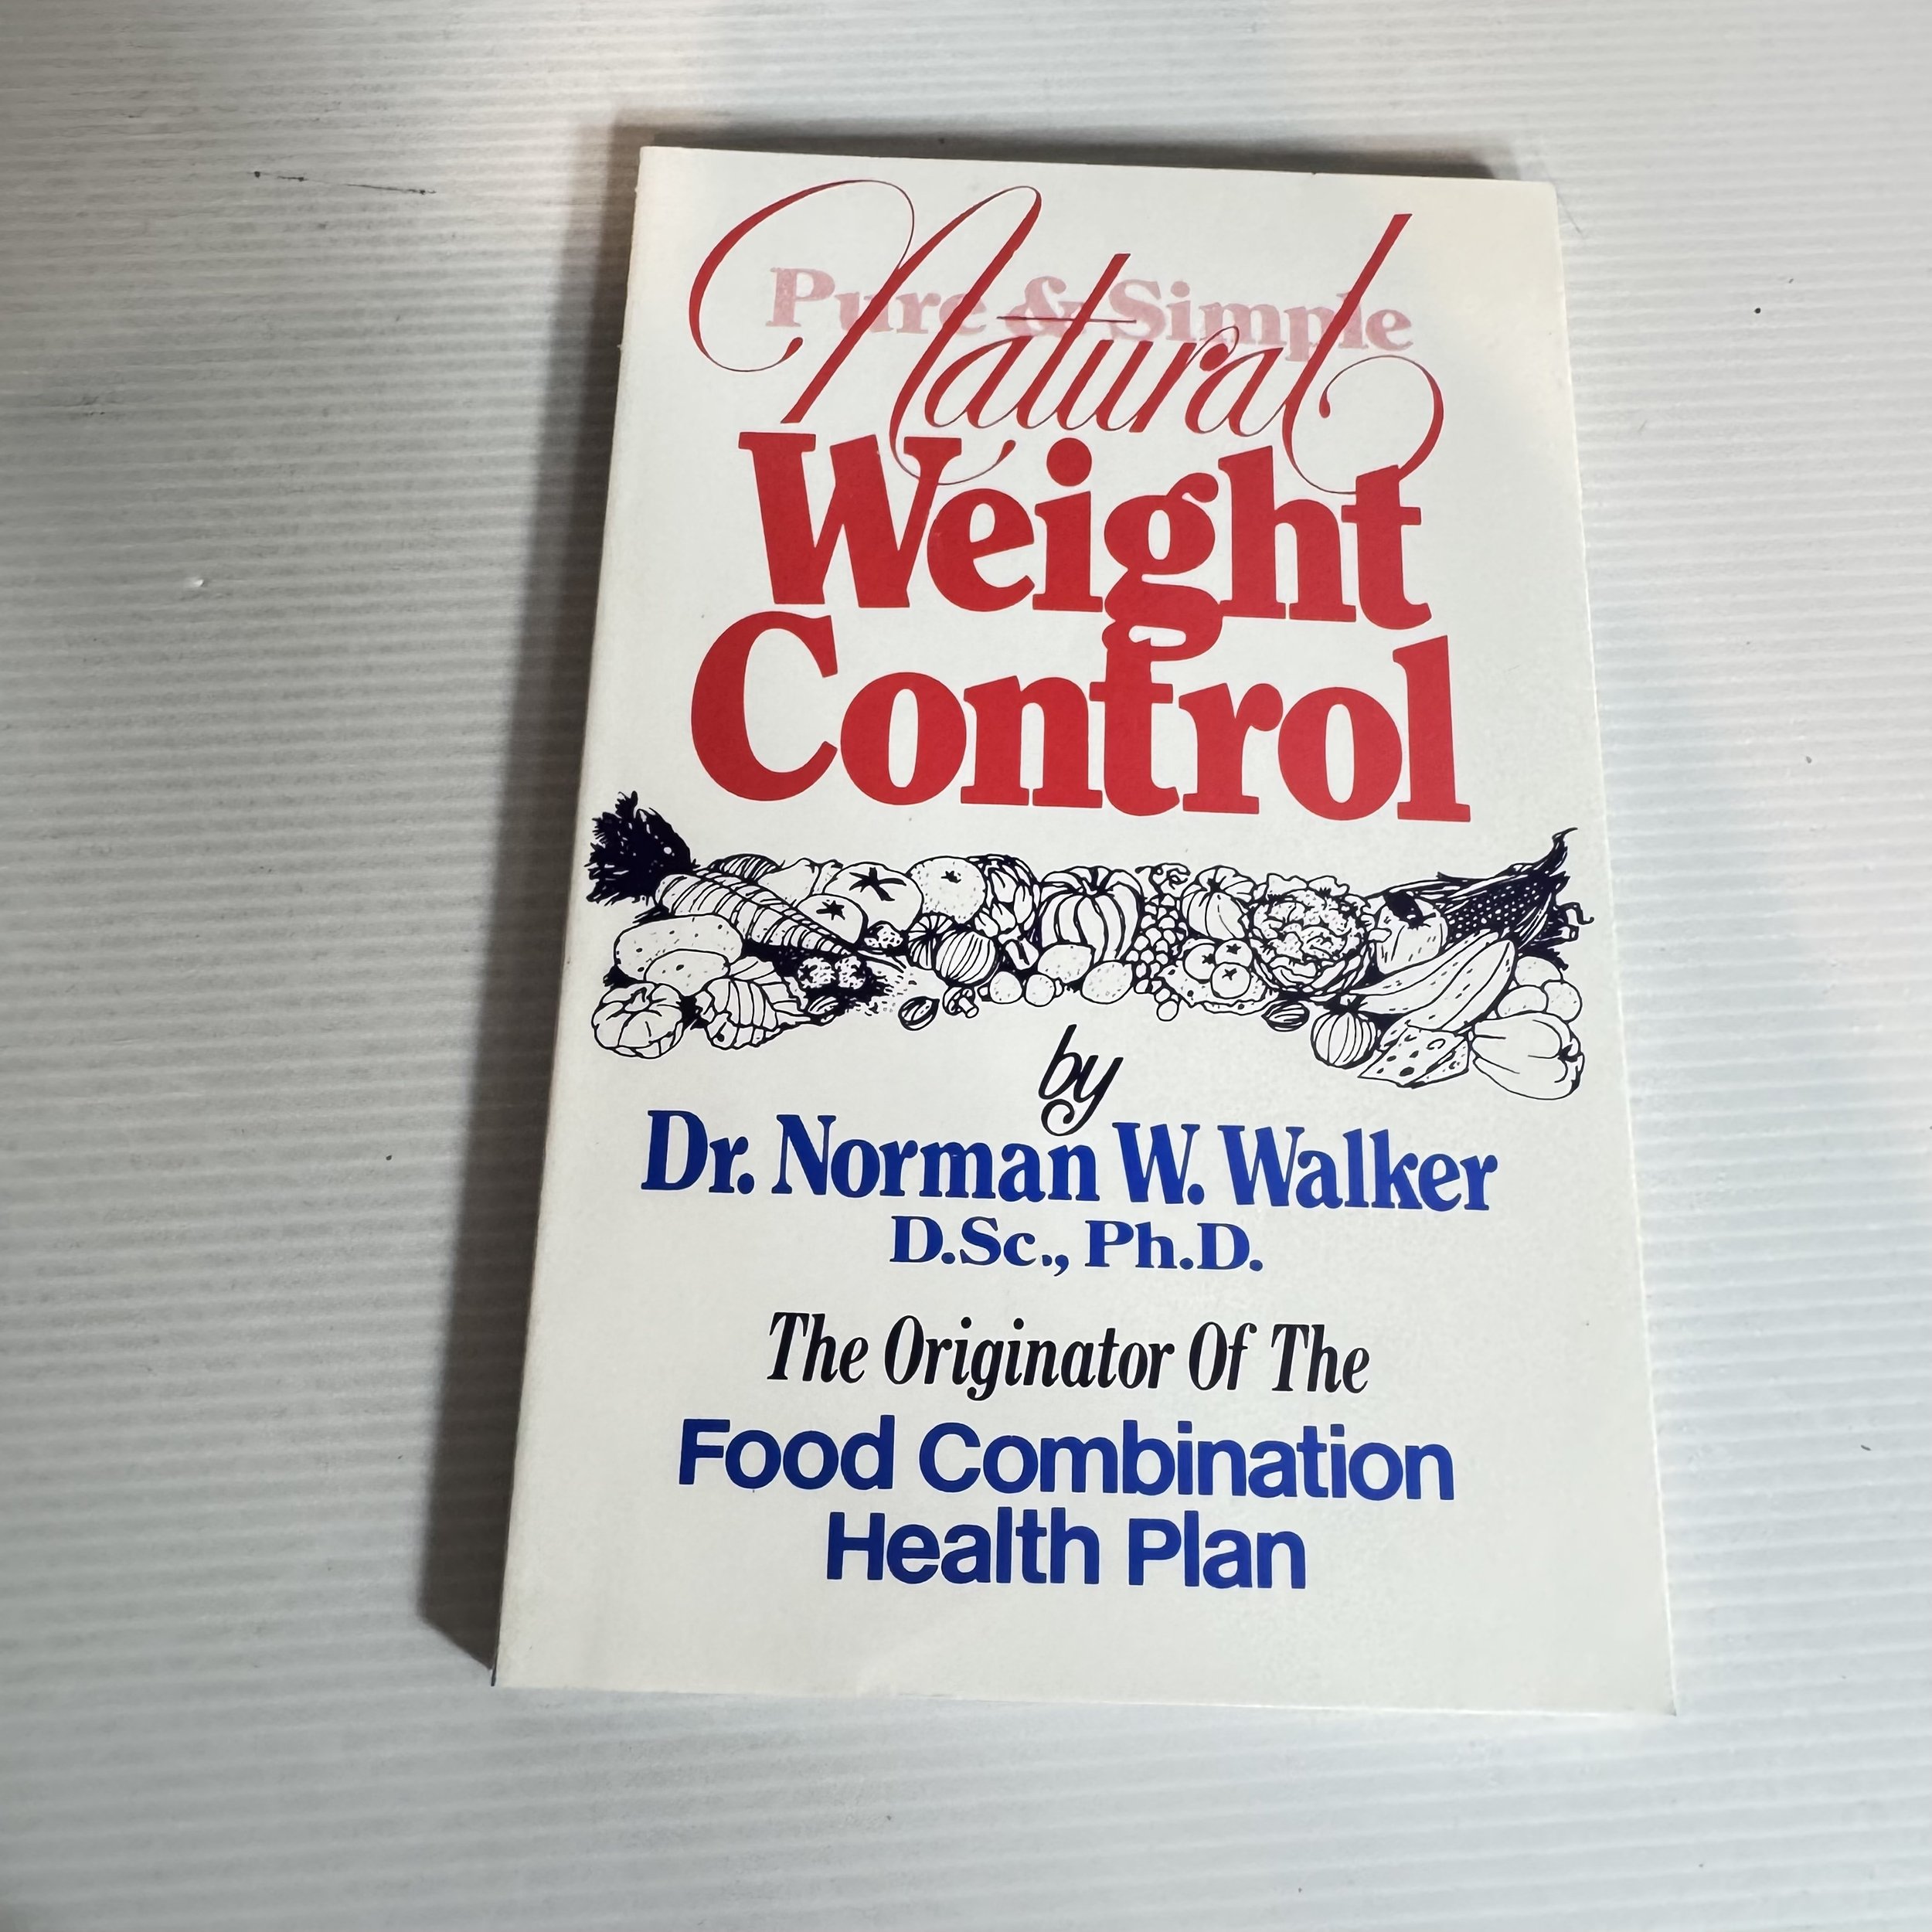 Pure & Simple
Natural
Weight
Control
by
Dr. Norman W. Walker
D.Sc., Ph.D.
The Originator Of The
Food Combination
Health Plan